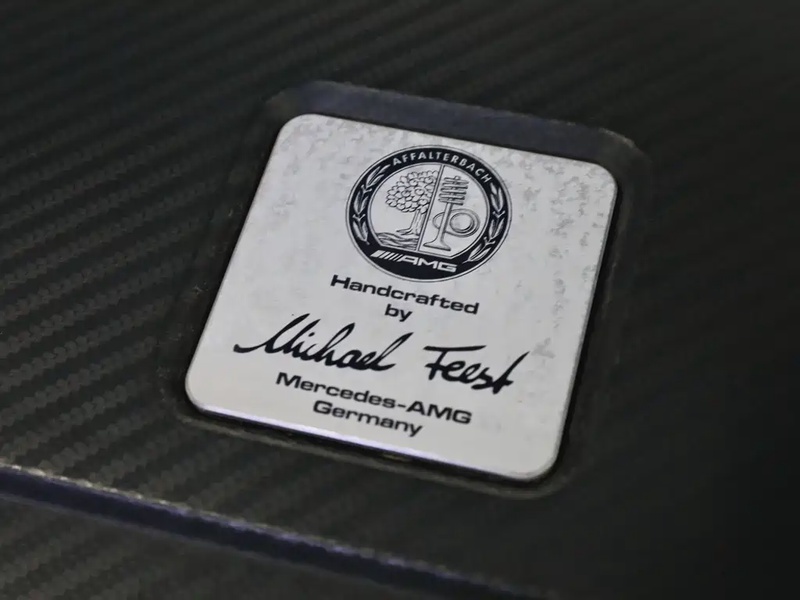 AFFALTERBACH
AMG
Handcrafted
by
Michael Feest
Mercedes-AMG
Germany